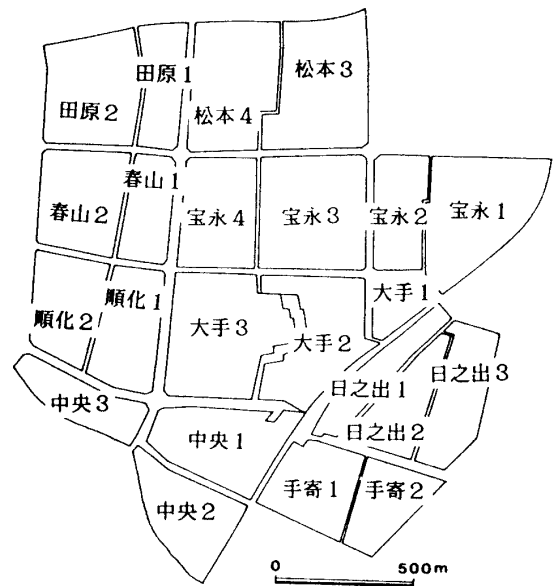 田原1
松本3
田原2
松本4
春山1
春山2
宝永4
宝永3
宝永2
宝永1
順化1
大手1
順化2
大手3
大手2
日之出1
日之出3
中央3
日之出2
中央1
手寄1
手寄2
中央2
0 500m